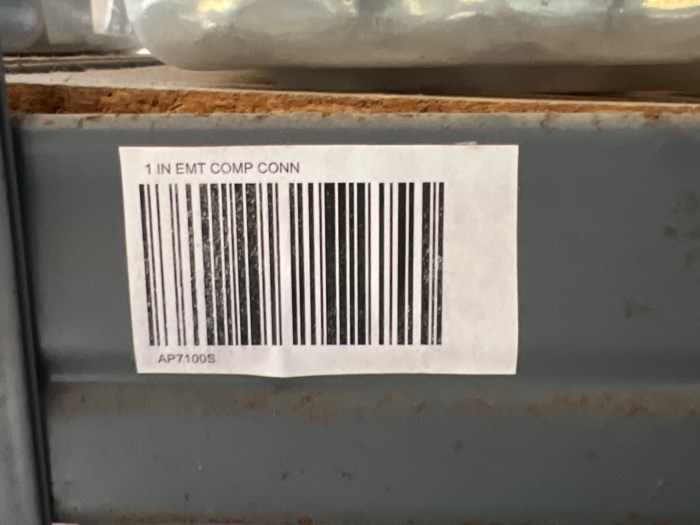 1 IN EMT COMP CONN
AP7100S